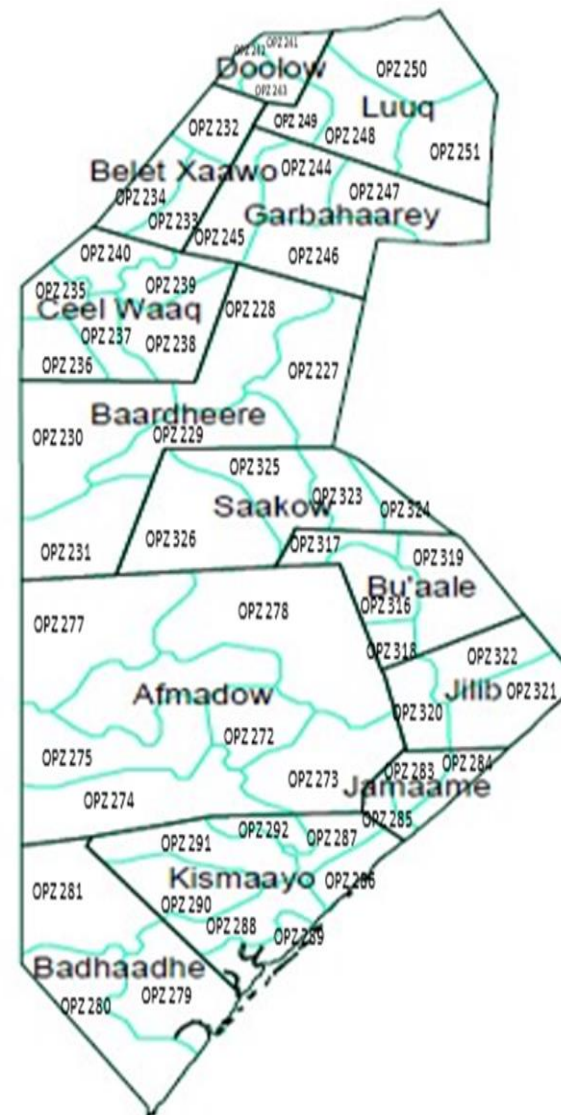 OPZ 241
OPZ 242
Doolow
OPZ 243
OPZ 250
OPZ 249
Luuq
OPZ 232
OPZ 248
OPZ 244
OPZ 251
Belet Xaawo
OPZ 247
OPZ 234
Garbahaarey
OPZ 233
OPZ 245
OPZ 240
OPZ 246
OPZ 239
OPZ 235
Ceel Waaq
OPZ 228
OPZ 237
OPZ 238
OPZ 236
OPZ 227
Baardheere
OPZ 230
OPZ 229
OPZ 325
OPZ 323
Saakow
OPZ 324
OPZ 326
OPZ 317
OPZ 231
OPZ 319
Bu'aale
OPZ 316
OPZ 278
OPZ 277
OPZ 318
OPZ 322
Afmadow
Jilib
OPZ 321
OPZ 320
OPZ 272
OPZ 275
OPZ 284
OPZ 283
OPZ 273
Jamaame
OPZ 274
OPZ 285
OPZ 292
OPZ 287
OPZ 291
Kismaayo
OPZ 286
OPZ 281
OPZ 290
OPZ 288
OPZ 289
Badhaadhe
OPZ 279
OPZ 280